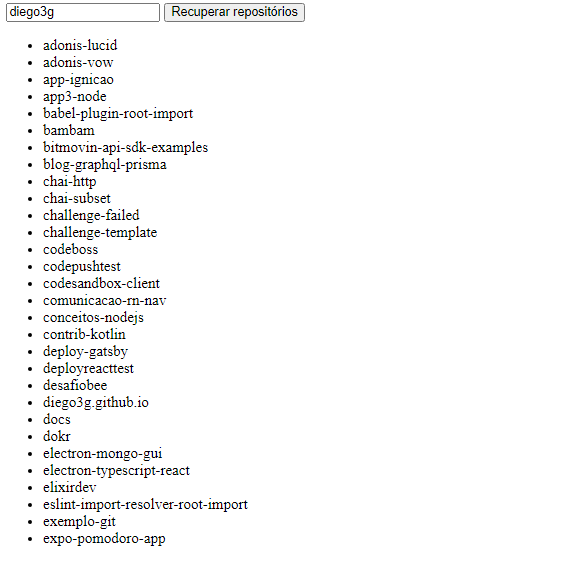 diego3g Recuperar repositórios
adonis-lucid
adonis-vow
app-ignicao
app3-node
babel-plugin-root-import
bambam
bitmovin-api-sdk-examples
blog-graphql-prisma
chai-http
chai-subset
challenge-failed
challenge-template
codeboss
codepushtest
codesandbox-client
comunicacao-rn-nav
conceitos-nodejs
contrib-kotlin
deploy-gatsby
deployreacttest
desafiobee
diego3g.github.io
docs
dokr
electron-mongo-gui
electron-typescript-react
elixirdev
eslint-import-resolver-root-import
exemplo-git
expo-pomodoro-app